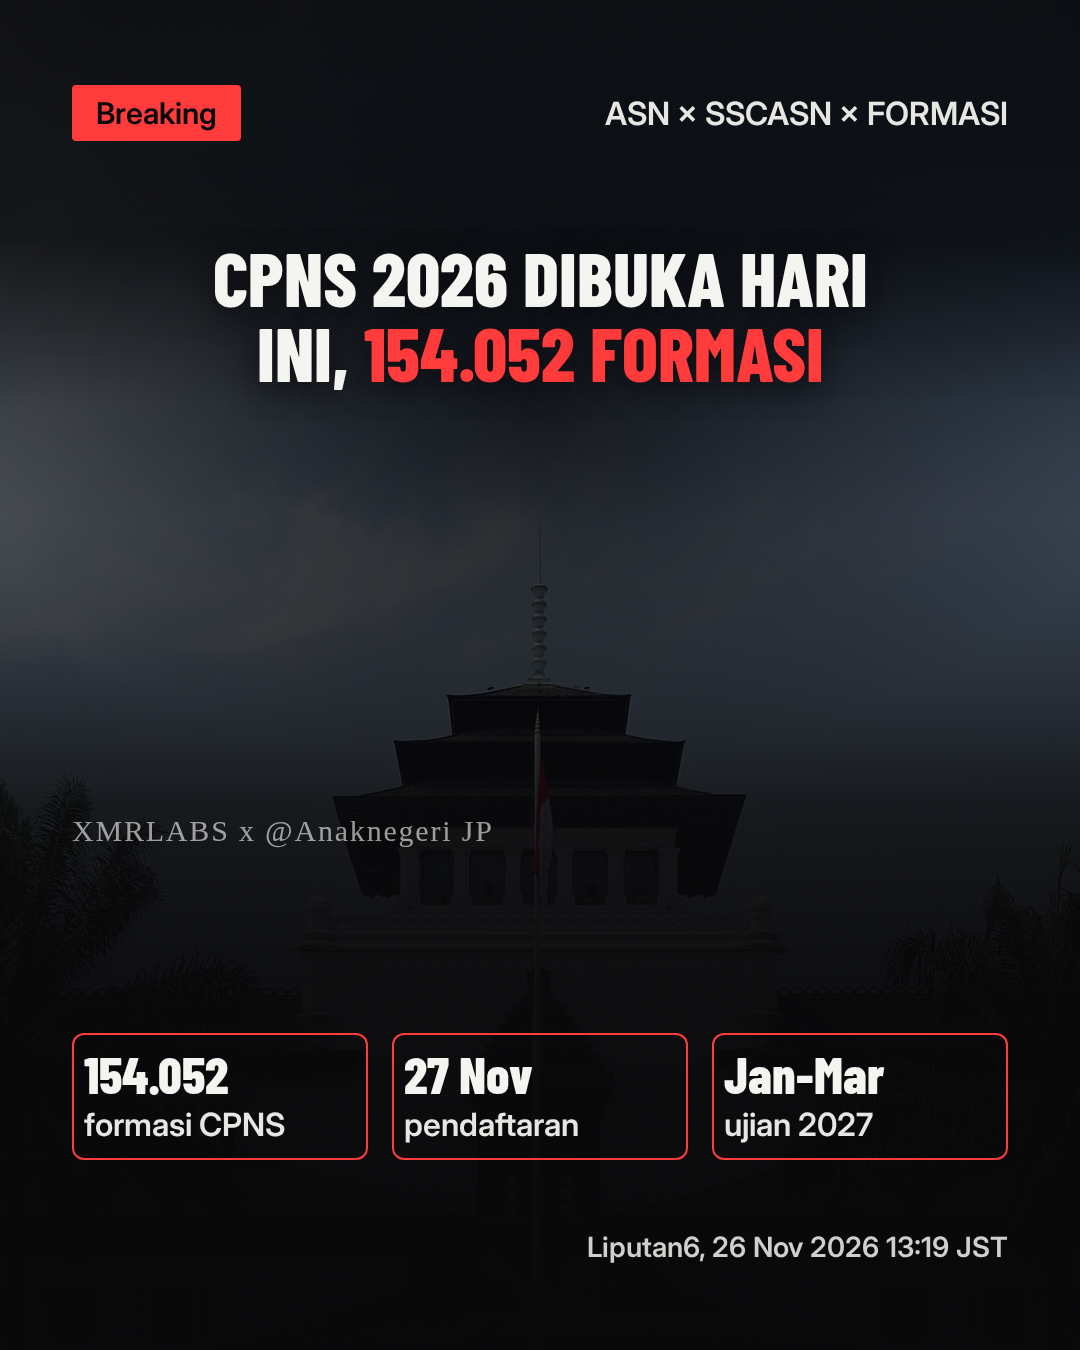 Breaking
ASN × SSCASN × FORMASI
CPNS 2026 DIBUKA HARI
INI, 154.052 FORMASI
XMRLABS x @Anaknegeri JP
154.052
formasi CPNS
27 Nov
pendaftaran
Jan-Mar
ujian 2027
Liputan6, 26 Nov 2026 13:19 JST